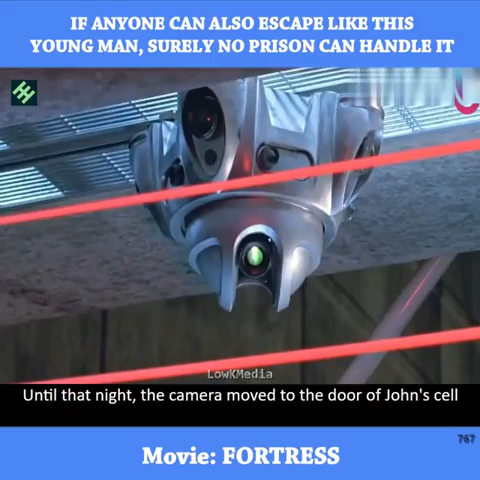 IF ANYONE CAN ALSO ESCAPE LIKE THIS
YOUNG MAN, SURELY NO PRISON CAN HANDLE IT
LowKMedia
Until that night, the camera moved to the door of John's cell
767
Movie: FORTRESS